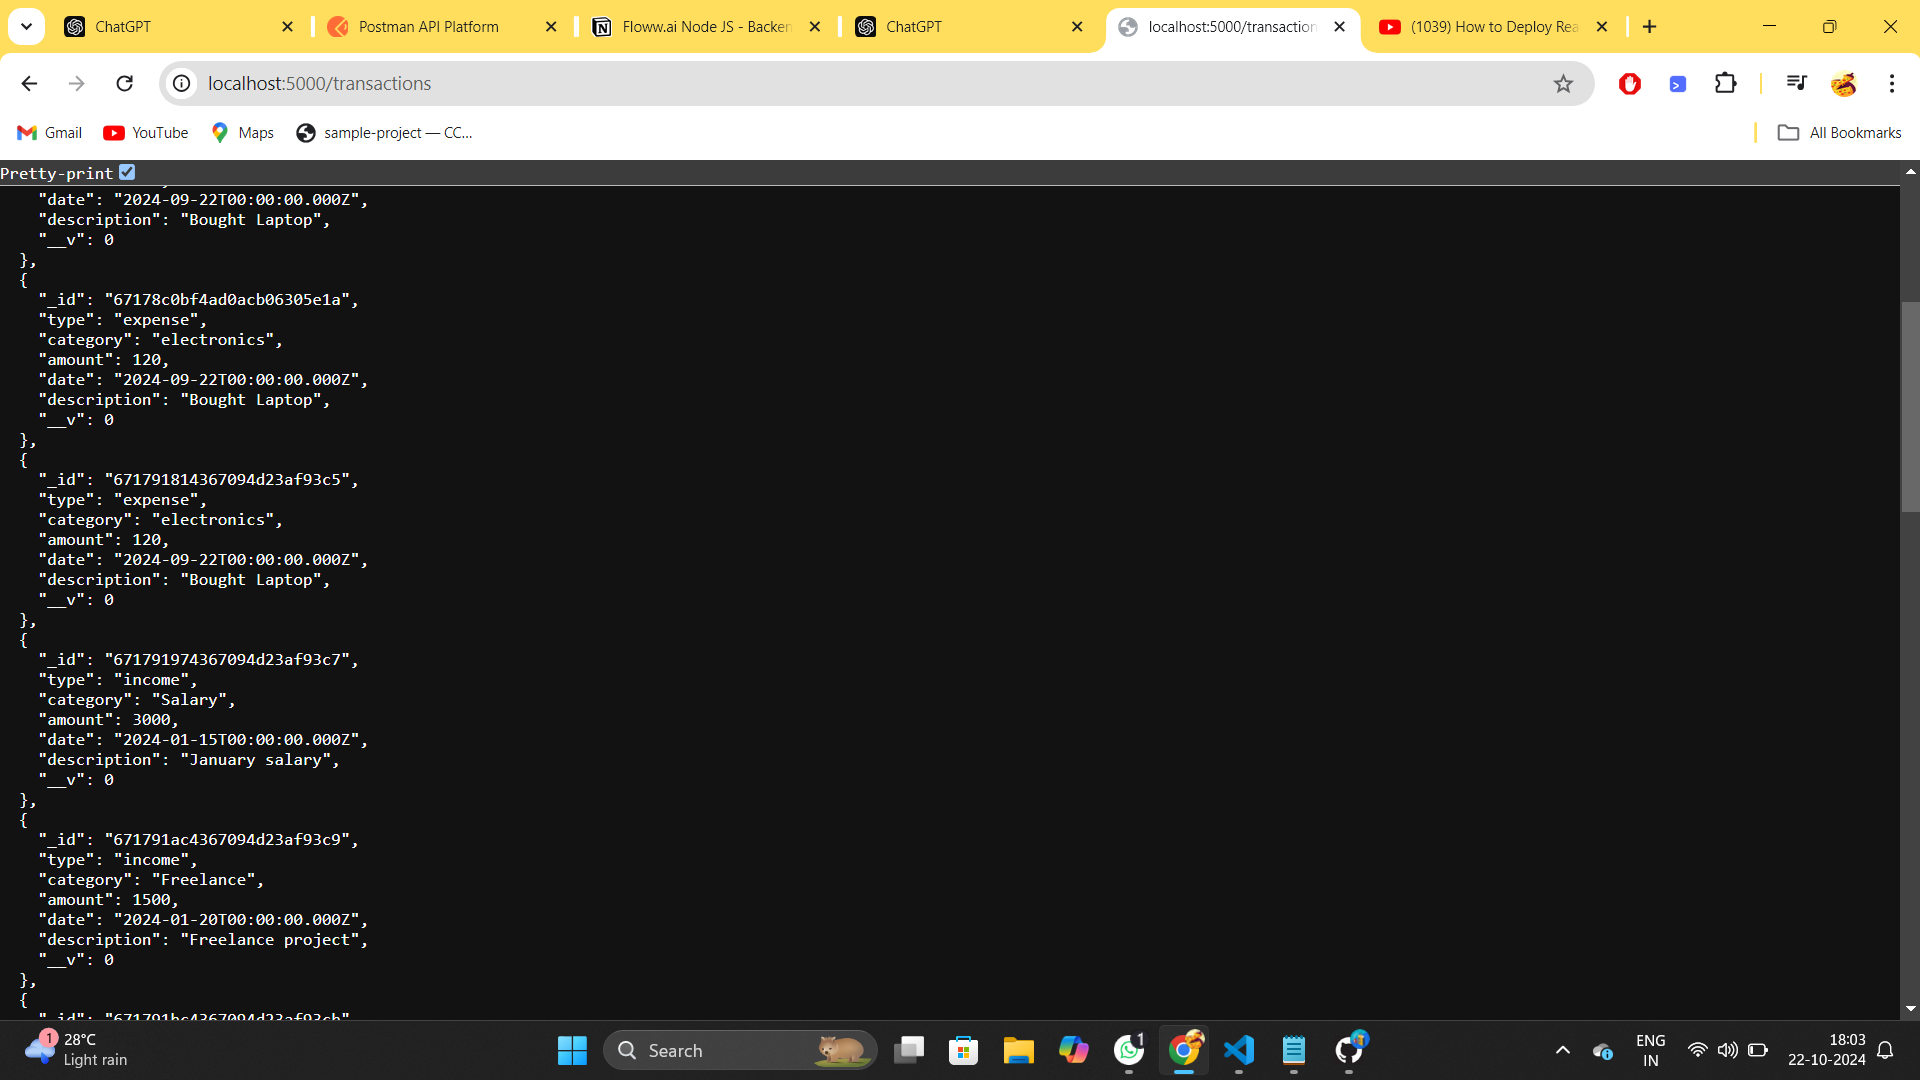 ChatGPT
Postman API Platform
Floww.ai Node JS - Backen
ChatGPT
localhost:5000/transaction
(1039) How to Deploy Rea
localhost:5000/transactions
Gmail
YouTube
Maps
sample-project — CC...
All Bookmarks
Pretty-print
"date": "2024-09-22T00:00:00.000Z",
"description": "Bought Laptop",
"__v": 0
},
{
"_id": "67178c0bf4ad0acb06305e1a",
"type": "expense",
"category": "electronics",
"amount": 120,
"date": "2024-09-22T00:00:00.000Z",
"description": "Bought Laptop",
"__v": 0
},
{
"_id": "671791814367094d23af93c5",
"type": "expense",
"category": "electronics",
"amount": 120,
"date": "2024-09-22T00:00:00.000Z",
"description": "Bought Laptop",
"__v": 0
},
{
"_id": "671791974367094d23af93c7",
"type": "income",
"category": "Salary",
"amount": 3000,
"date": "2024-01-15T00:00:00.000Z",
"description": "January salary",
"__v": 0
},
{
"_id": "671791ac4367094d23af93c9",
"type": "income",
"category": "Freelance",
"amount": 1500,
"date": "2024-01-20T00:00:00.000Z",
"description": "Freelance project",
"__v": 0
},
{
"_id": "671791bc4367094d23af93cb",
1
28°C
Light rain
Search
1
ENG
IN
18:03
22-10-2024